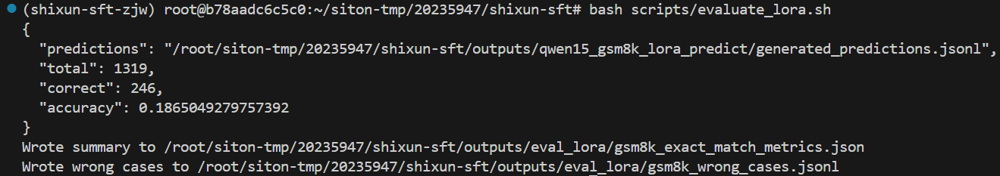 (shixun-sft-zjw) root@b78aadc6c5c0:~/siton-tmp/20235947/shixun-sft# bash scripts/evaluate_lora.sh
{
  "predictions": "/root/siton-tmp/20235947/shixun-sft/outputs/qwen15_gsm8k_lora_predict/generated_predictions.jsonl",
  "total": 1319,
  "correct": 246,
  "accuracy": 0.1865049279757392
}
Wrote summary to /root/siton-tmp/20235947/shixun-sft/outputs/eval_lora/gsm8k_exact_match_metrics.json
Wrote wrong cases to /root/siton-tmp/20235947/shixun-sft/outputs/eval_lora/gsm8k_wrong_cases.jsonl